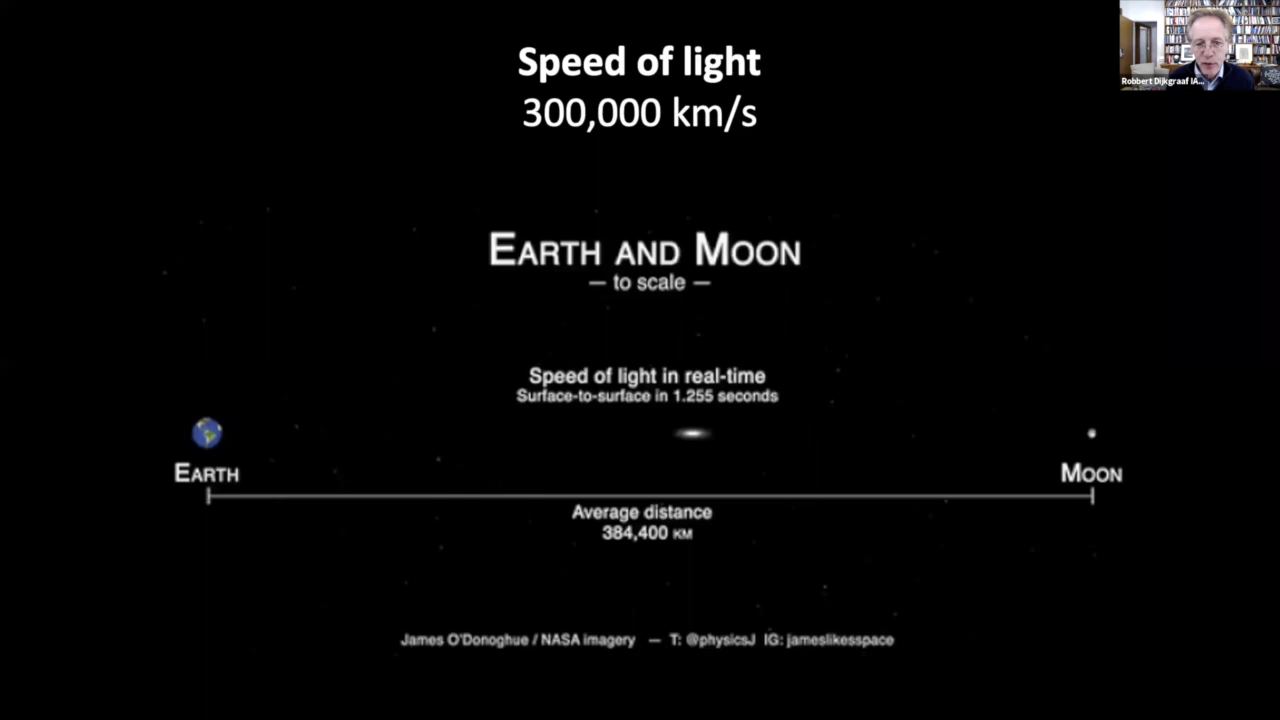 Speed of light
300,000 km/s
Robbert Dijkgraaf IA...
EARTH AND MOON
— to scale —
Speed of light in real-time
Surface-to-surface in 1.255 seconds
EARTH
MOON
Average distance
384,400 KM
James O'Donoghue / NASA imagery — T: @physicsJ IG: jameslikesspace